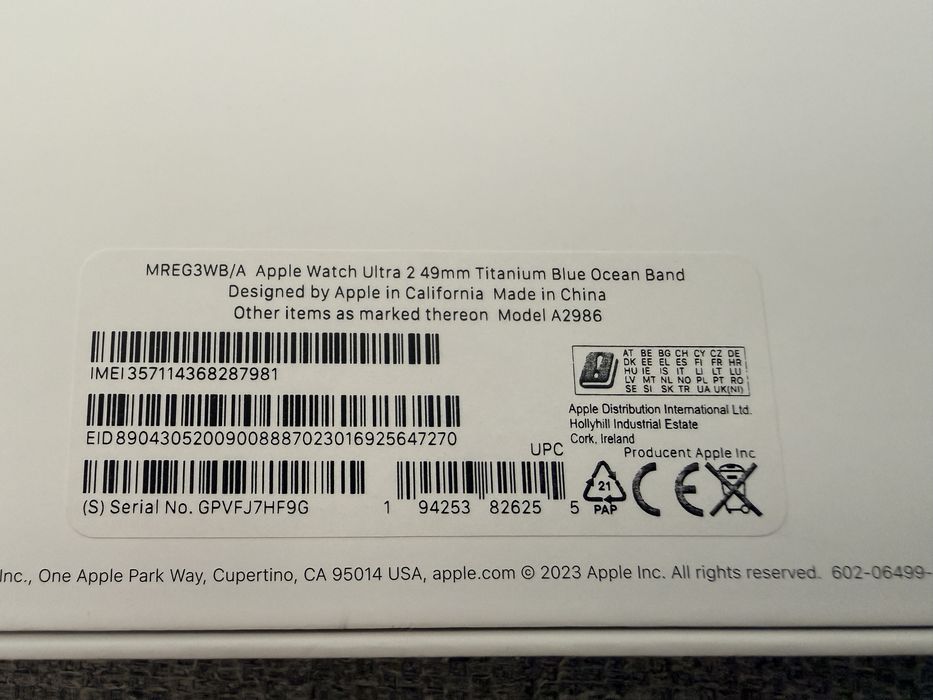 MREG3WB/A Apple Watch Ultra 2 49mm Titanium Blue Ocean Band
Designed by Apple in California Made in China
Other items as marked thereon Model A2986
IMEI 357114368287981
EID 89043052009008887023016925647270
(S) Serial No. GPVFJ7HF9G
UPC
1 94253 82625 5
AT BE BG CH CY CZ DE
DK EE EL ES FI FR HR
HU IE IS IT LI LT LU
LV MT NL NO PL PT RO
SE SI SK TR UA UK(NI)
Apple Distribution International Ltd.
Hollyhill Industrial Estate
Cork, Ireland
Producent Apple Inc
21
PAP
CE
Inc., One Apple Park Way, Cupertino, CA 95014 USA, apple.com © 2023 Apple Inc. All rights reserved. 602-06499-